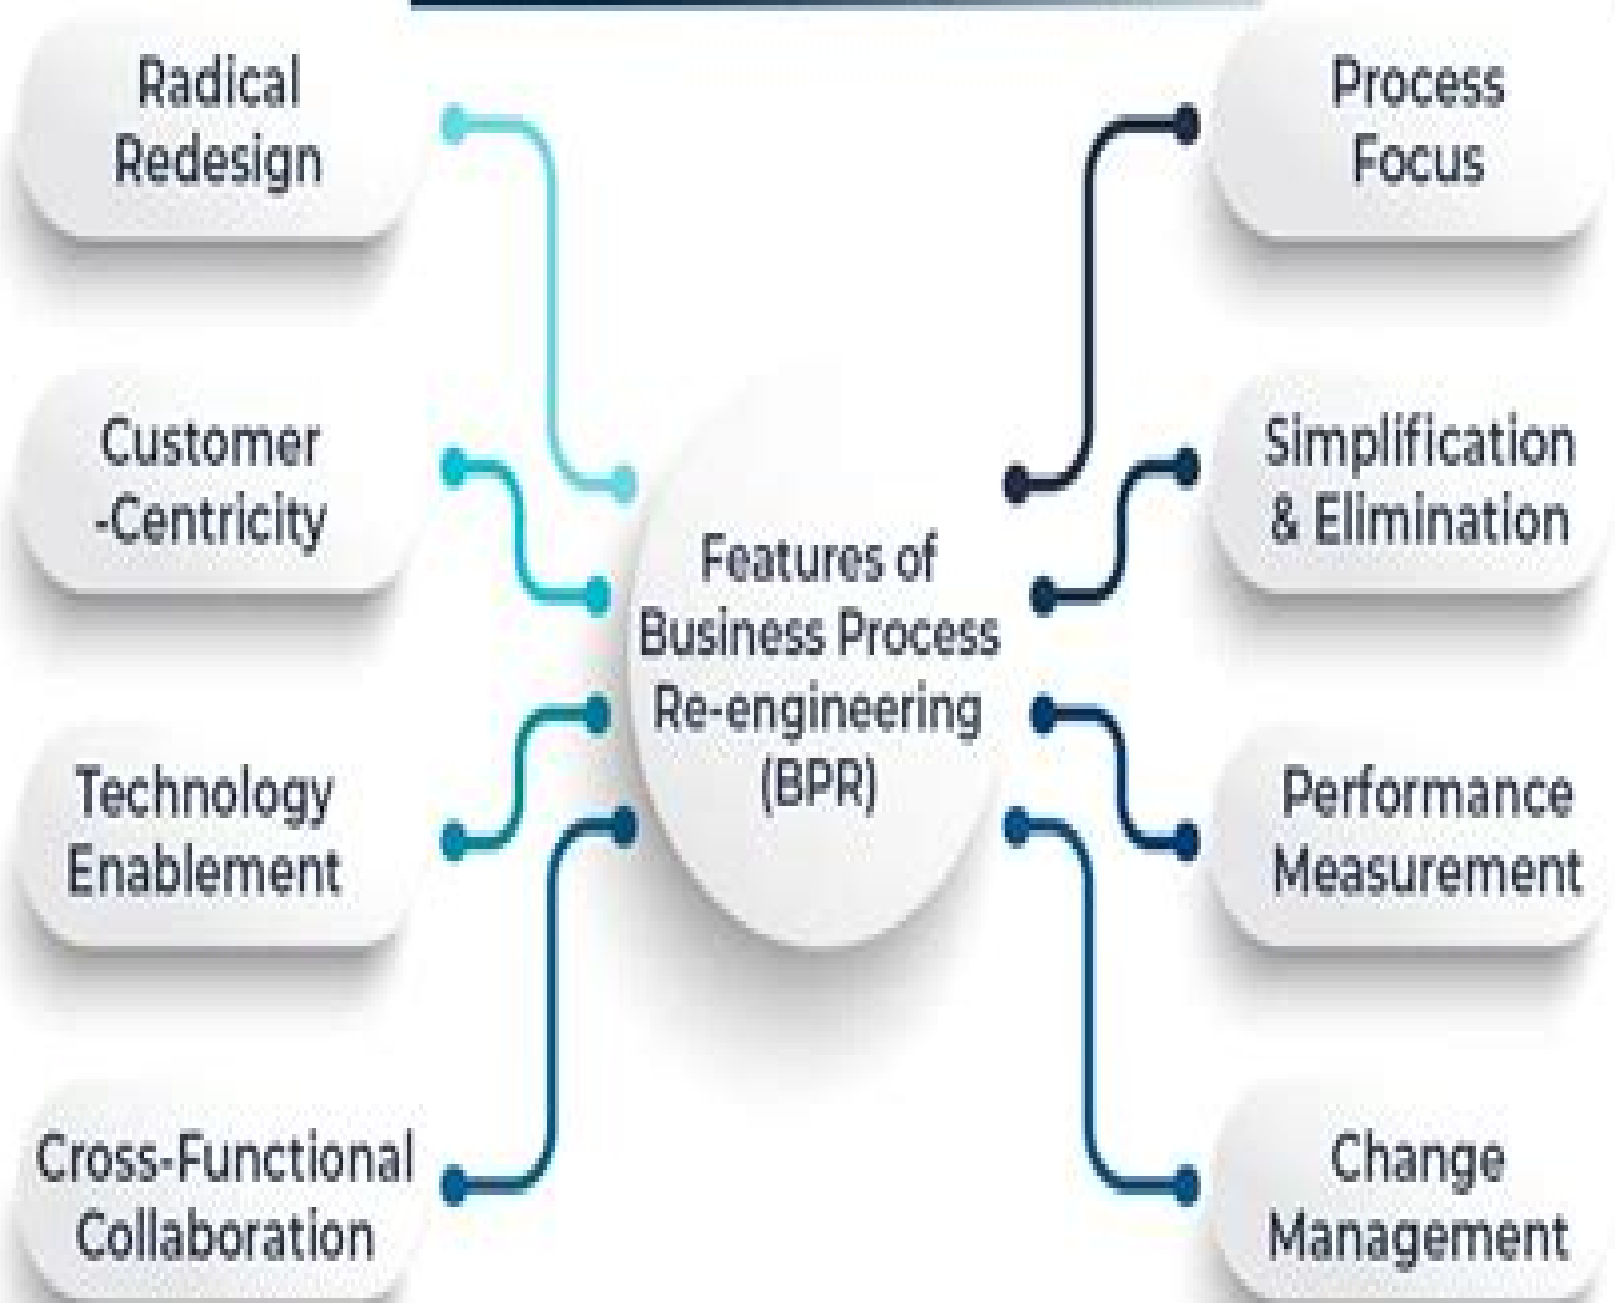 Radical
Redesign
Customer
-Centricity
Technology
Enablement
Cross-Functional
Collaboration
Features of
Business Process
Re-engineering
(BPR)
Process
Focus
Simplification
& Elimination
Performance
Measurement
Change
Management